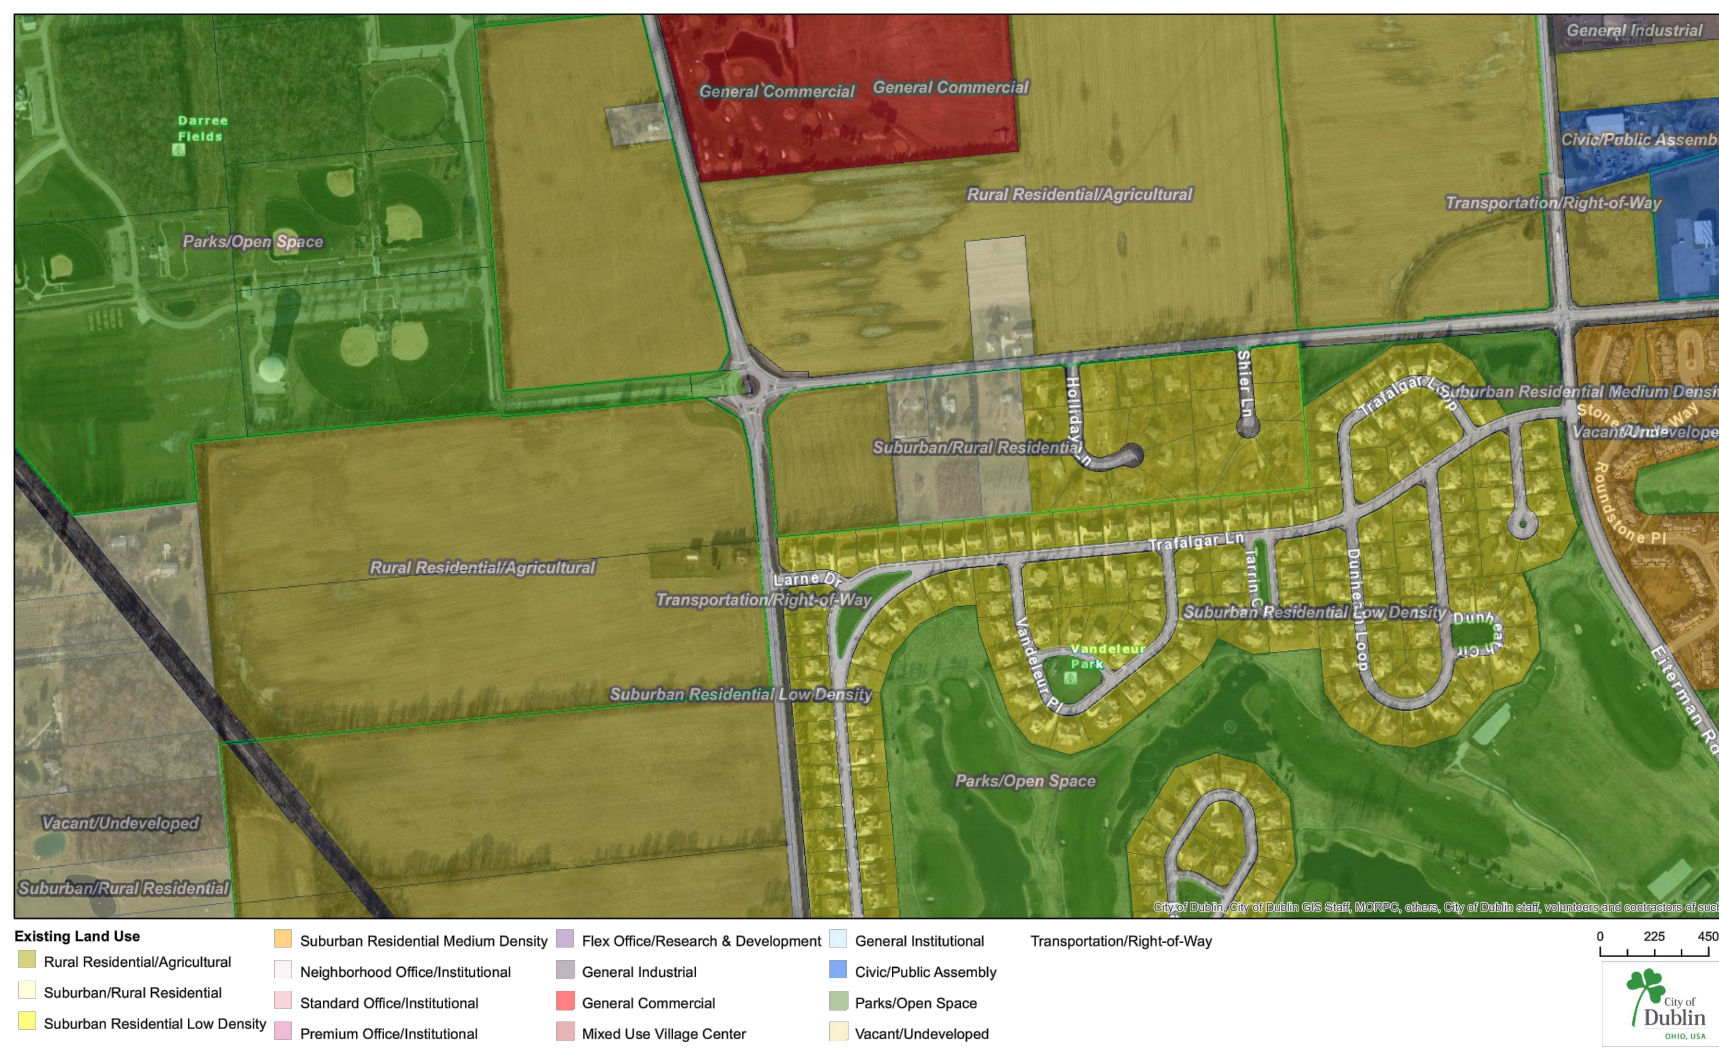 General Industrial
General Commercial
General Commercial
Darree
Fields
Civic/Public Assemb
Rural Residential/Agricultural
Transportation/Right-of-Way
Parks/Open Space
Shier Ln
Holliday Ln
Trafalgar Loop
Suburban Residential Medium Densit
Vacant/Undevelope
Suburban/Rural Residential
Roundstone Pl
Trafalgar Ln
Rural Residential/Agricultural
Larne Dr
Tarrin C
Dunheath Loop
Transportation/Right-of-Way
Suburban Residential Low Density
Dunheath Cir
Vandeleur Pl
Vandeleur
Park
Eiterman Rd
Suburban Residential Low Density
Parks/Open Space
Vacant/Undeveloped
Suburban/Rural Residential
City of Dublin, City of Dublin GIS Staff, MORPC, others, City of Dublin staff, volunteers and contractors of suc
Existing Land Use
Rural Residential/Agricultural
Suburban/Rural Residential
Suburban Residential Low Density
Suburban Residential Medium Density
Neighborhood Office/Institutional
Standard Office/Institutional
Premium Office/Institutional
Flex Office/Research & Development
General Industrial
General Commercial
Mixed Use Village Center
General Institutional
Civic/Public Assembly
Parks/Open Space
Vacant/Undeveloped
Transportation/Right-of-Way
0 225 450
City of
Dublin
OHIO, USA